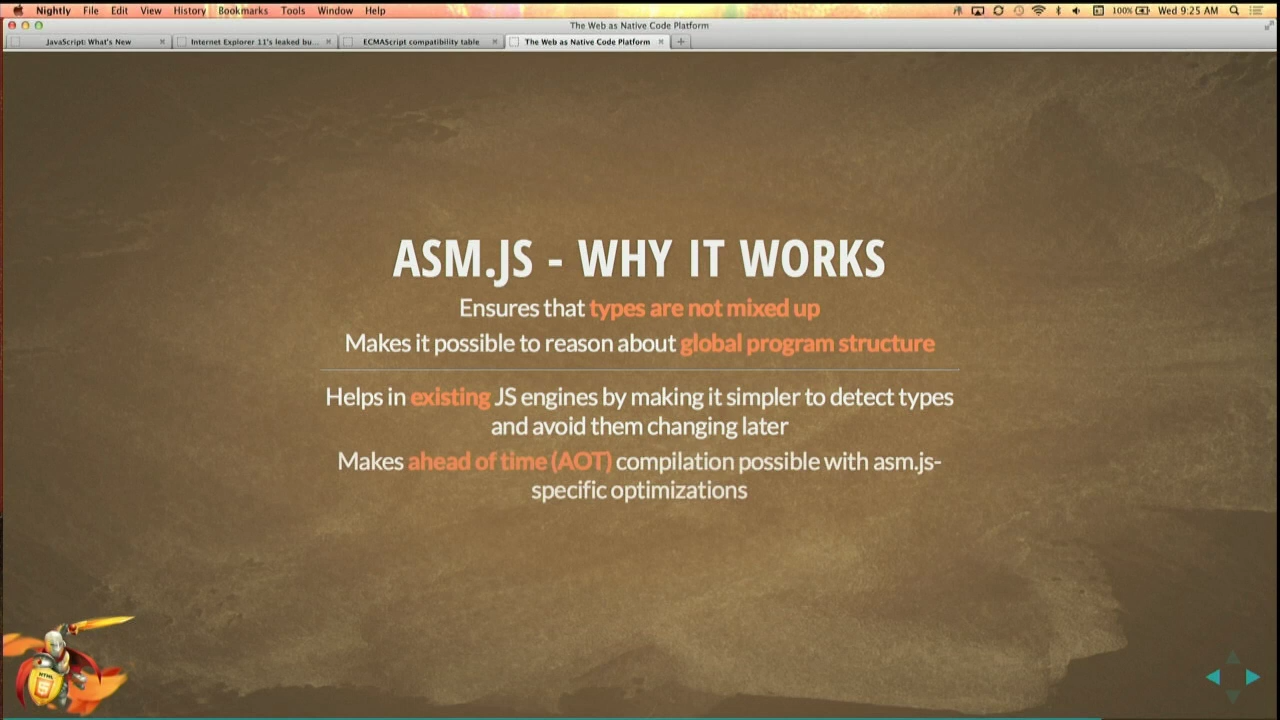 Nightly File Edit View History Bookmarks Tools Window Help 100% Wed 9:25 AM
The Web as Native Code Platform
JavaScript: What's New Internet Explorer 11's leaked bu... ECMAScript compatibility table The Web as Native Code Platform
ASM.JS - WHY IT WORKS
Ensures that types are not mixed up
Makes it possible to reason about global program structure
Helps in existing JS engines by making it simpler to detect types
and avoid them changing later
Makes ahead of time (AOT) compilation possible with asm.js-
specific optimizations
HTML
5